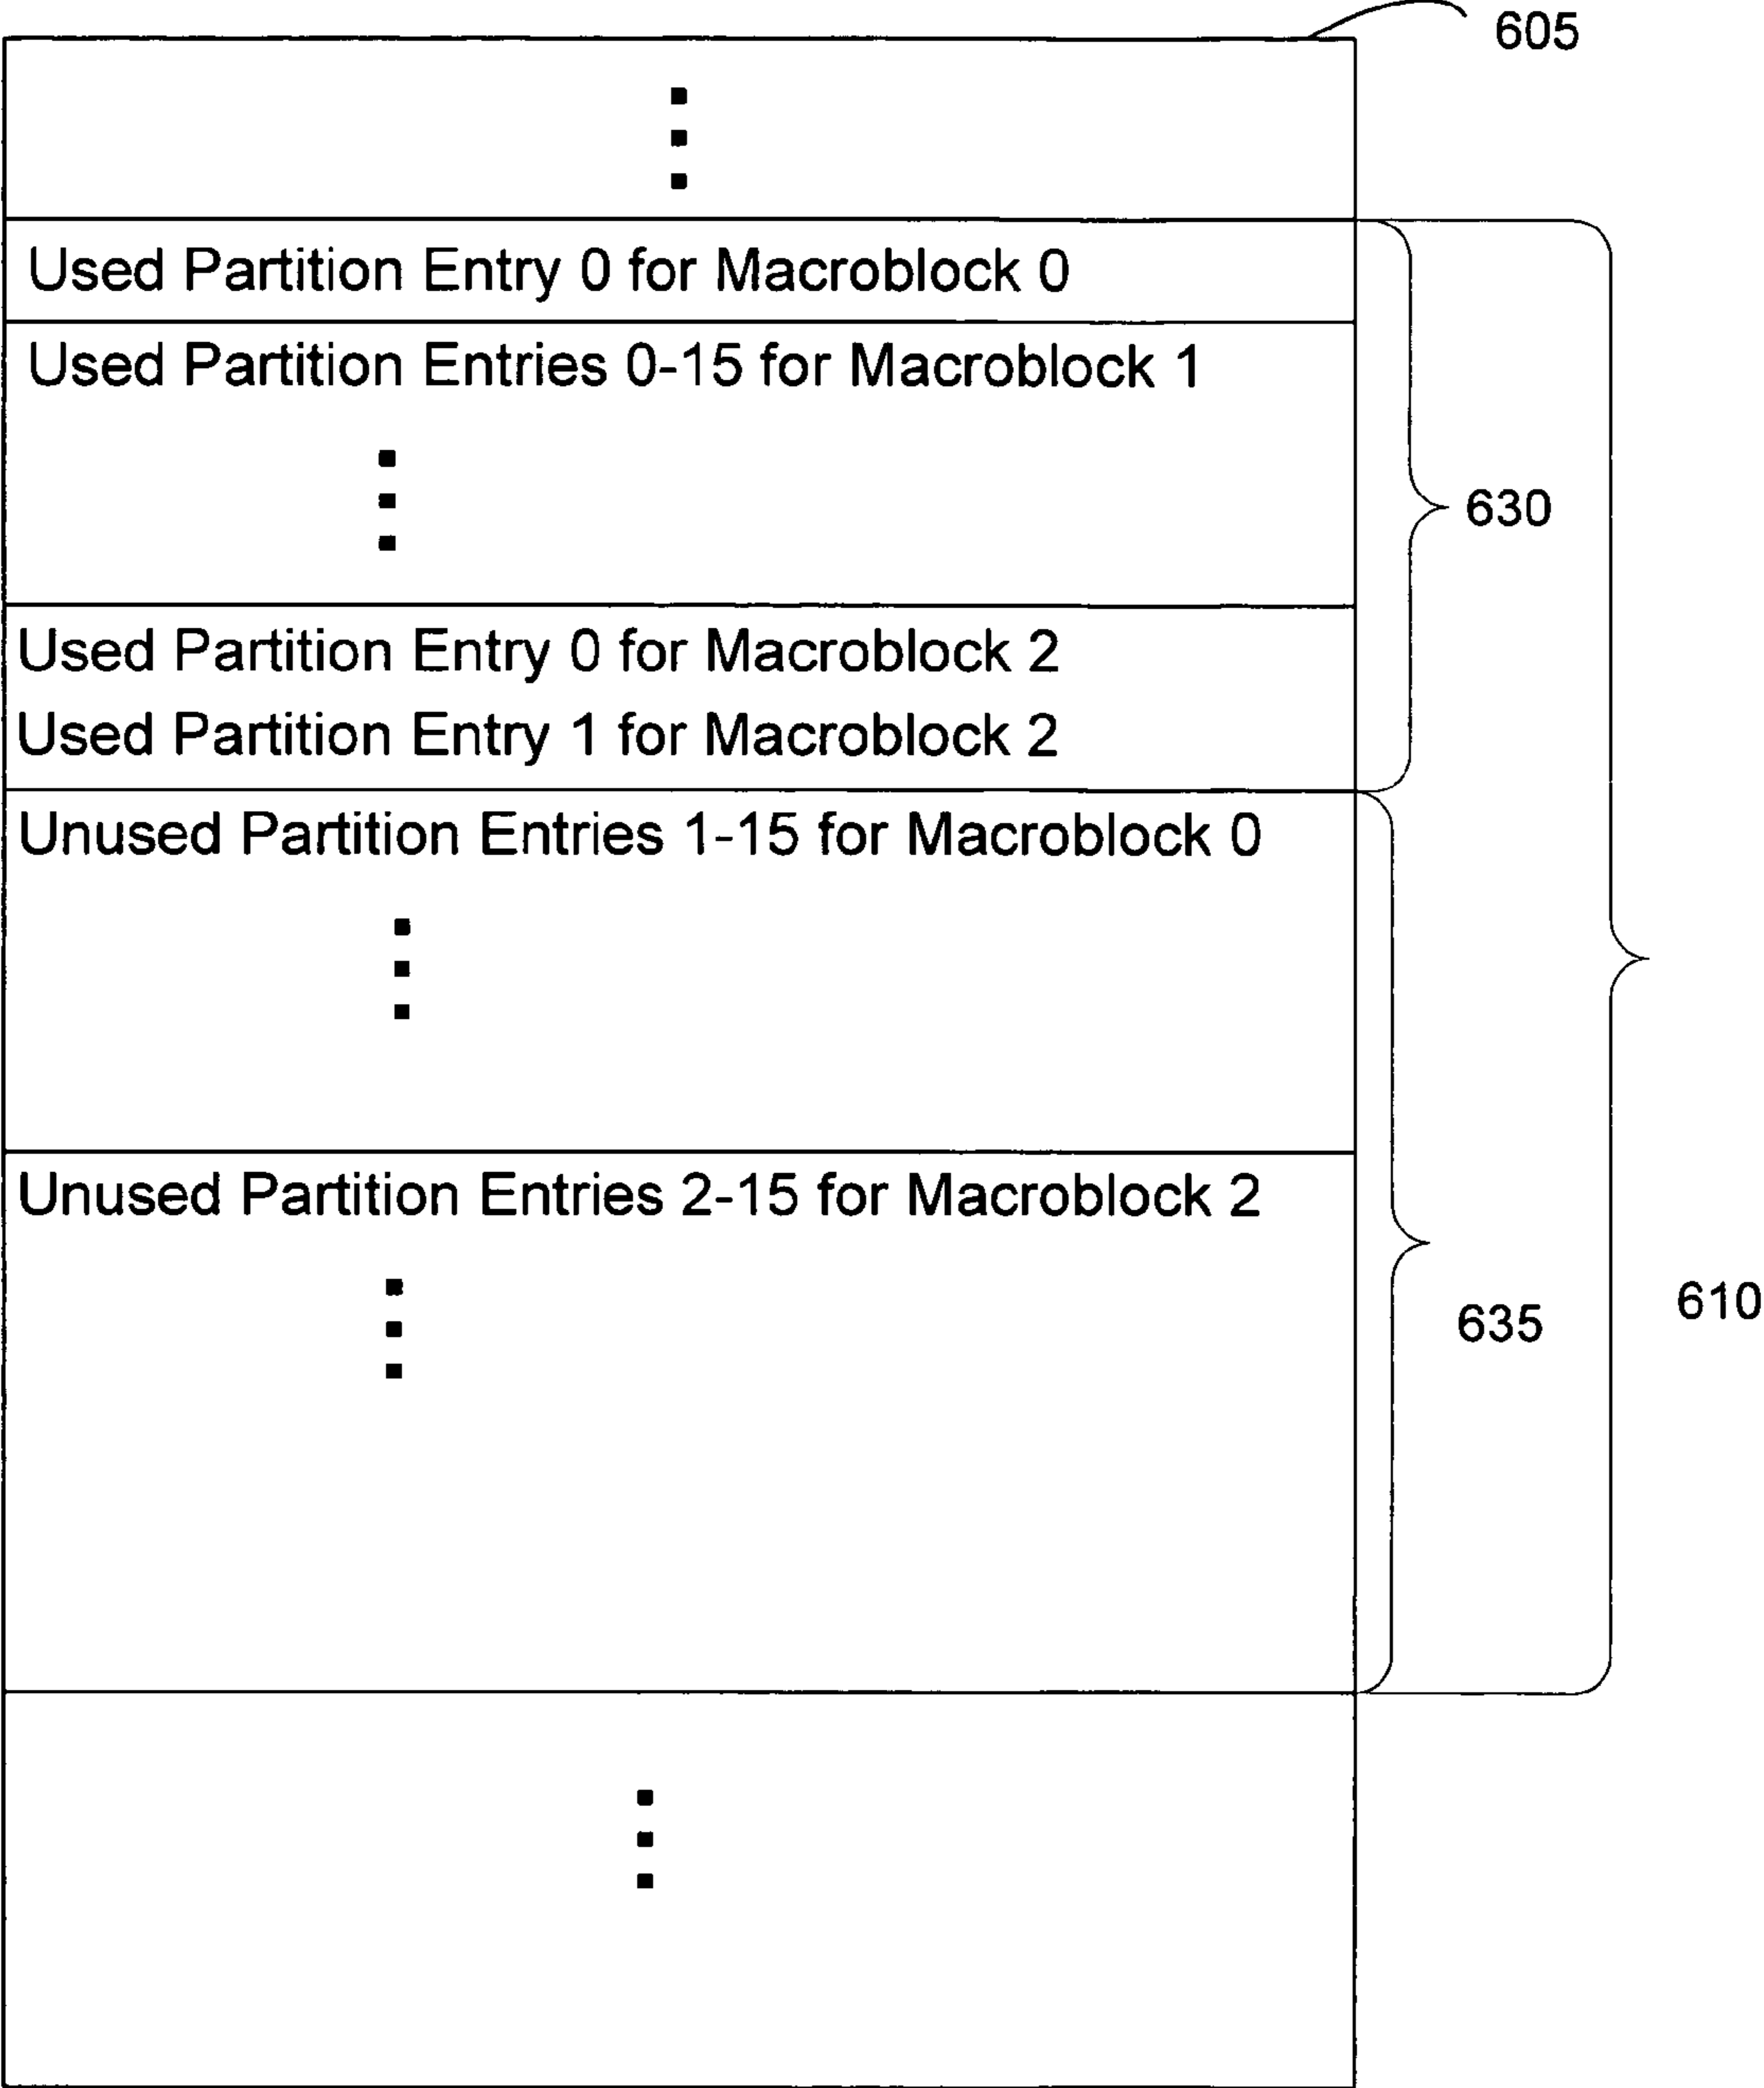 605
Used Partition Entry 0 for Macroblock 0
Used Partition Entries 0-15 for Macroblock 1
630
Used Partition Entry 0 for Macroblock 2
Used Partition Entry 1 for Macroblock 2
Unused Partition Entries 1-15 for Macroblock 0
Unused Partition Entries 2-15 for Macroblock 2
635
610